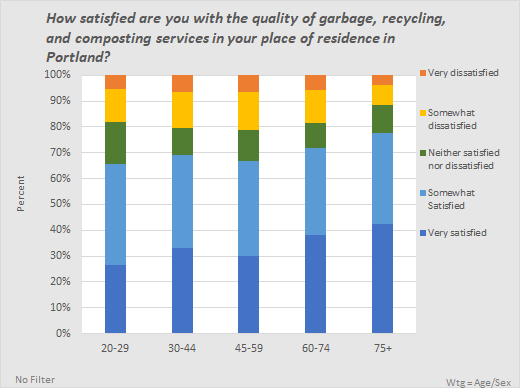 How satisfied are you with the quality of garbage, recycling,
and composting services in your place of residence in
Portland?
100%
90%
80%
70%
60%
50%
40%
30%
20%
10%
0%
Percent
20-29
30-44
45-59
60-74
75+
Very dissatisfied
Somewhat
dissatisfied
Neither satisfied
nor dissatisfied
Somewhat
Satisfied
Very satisfied
No Filter
Wtg = Age/Sex